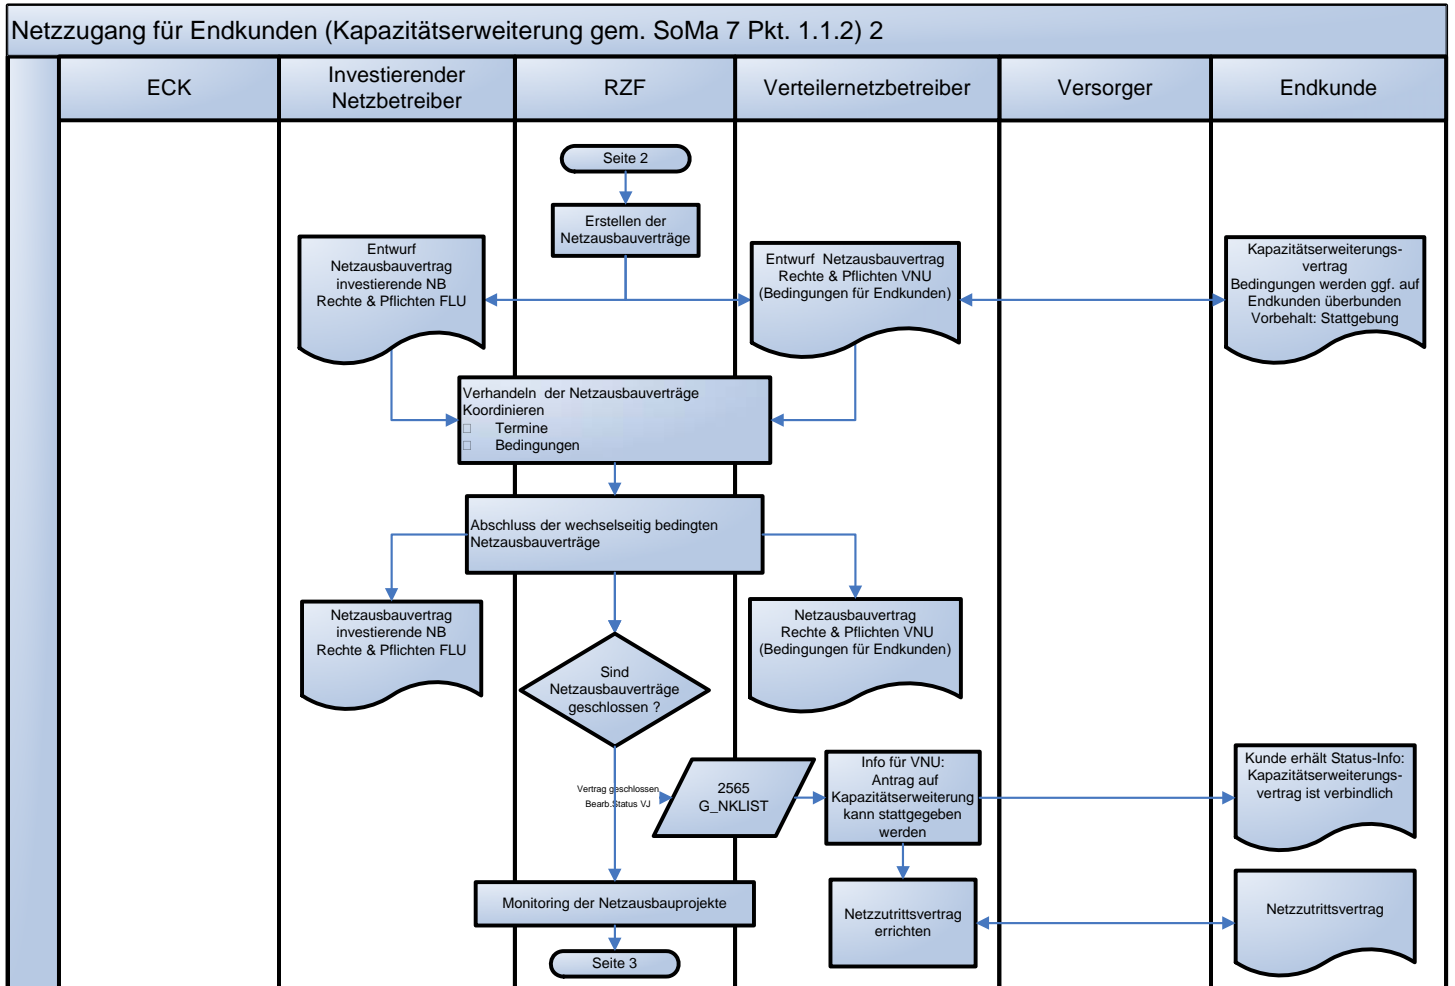 Netzzugang für Endkunden (Kapazitätserweiterung gem. SoMa 7 Pkt. 1.1.2) 2
ECK
Investierender
Netzbetreiber
RZF
Verteilernetzbetreiber
Versorger
Endkunde
Seite 2
Erstellen der
Netzausbauverträge
Entwurf
Netzausbauvertrag
investierende NB
Rechte & Pflichten FLU
Entwurf Netzausbauvertrag
Rechte & Pflichten VNU
(Bedingungen für Endkunden)
Kapazitätserweiterungs-
vertrag
Bedingungen werden ggf. auf
Endkunden überbunden
Vorbehalt: Stattgebung
Verhandeln der Netzausbauverträge
Koordinieren
Termine
Bedingungen
Abschluss der wechselseitig bedingten
Netzausbauverträge
Netzausbauvertrag
investierende NB
Rechte & Pflichten FLU
Netzausbauvertrag
Rechte & Pflichten VNU
(Bedingungen für Endkunden)
Sind
Netzausbauverträge
geschlossen ?
Vertrag geschlossen
Bearb.Status VJ
2565
G_NKLIST
Info für VNU:
Antrag auf
Kapazitätserweiterung
kann stattgegeben
werden
Kunde erhält Status-Info:
Kapazitätserweiterungs-
vertrag ist verbindlich
Monitoring der Netzausbauprojekte
Netzzutrittsvertrag
errichten
Netzzutrittsvertrag
Seite 3